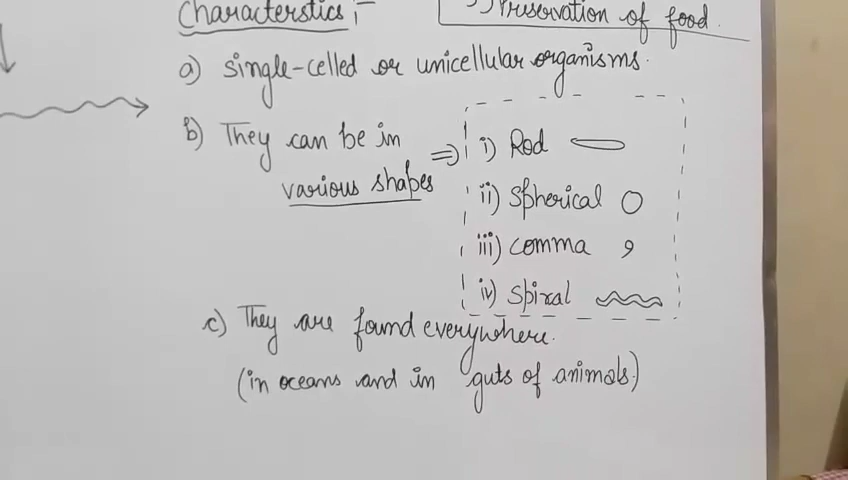 Characterstics :-
3) Preservation of food.
a) single-celled or unicellular organisms.
b) They can be in
various shapes ⇒
i) Rod
ii) Spherical
iii) comma ,
iv) spiral
c) They are found everywhere.
(in oceans and in guts of animals.)